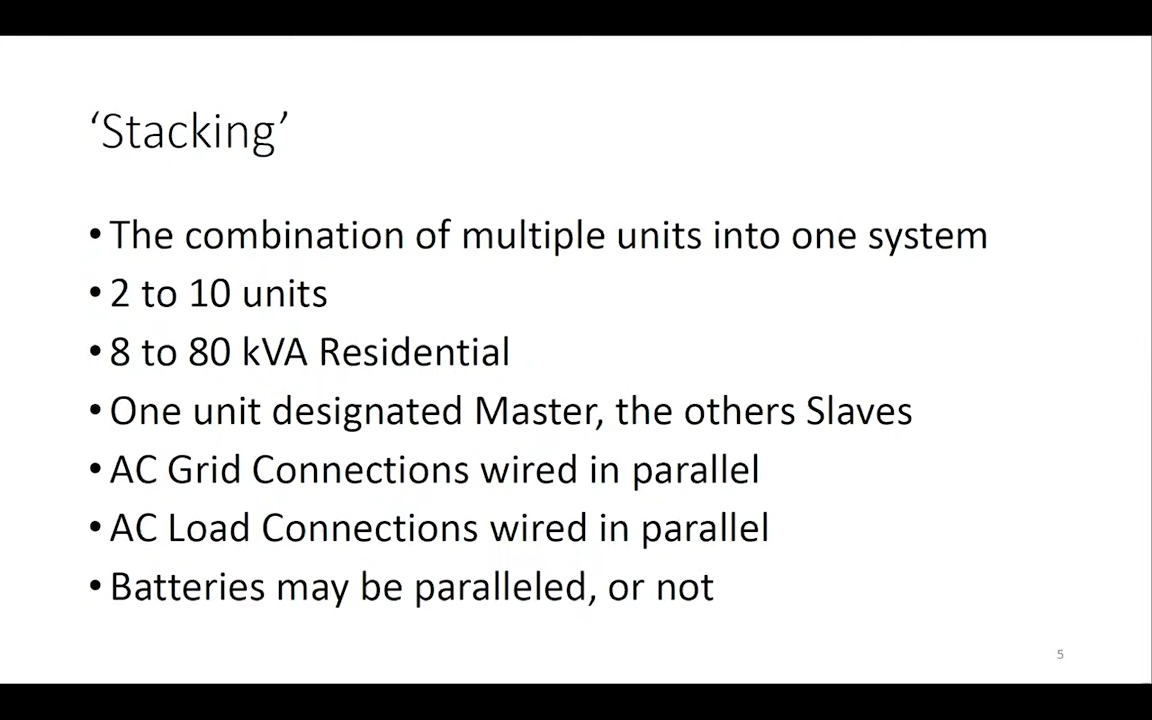 ‘Stacking’
• The combination of multiple units into one system
• 2 to 10 units
• 8 to 80 kVA Residential
• One unit designated Master, the others Slaves
• AC Grid Connections wired in parallel
• AC Load Connections wired in parallel
• Batteries may be paralleled, or not
5